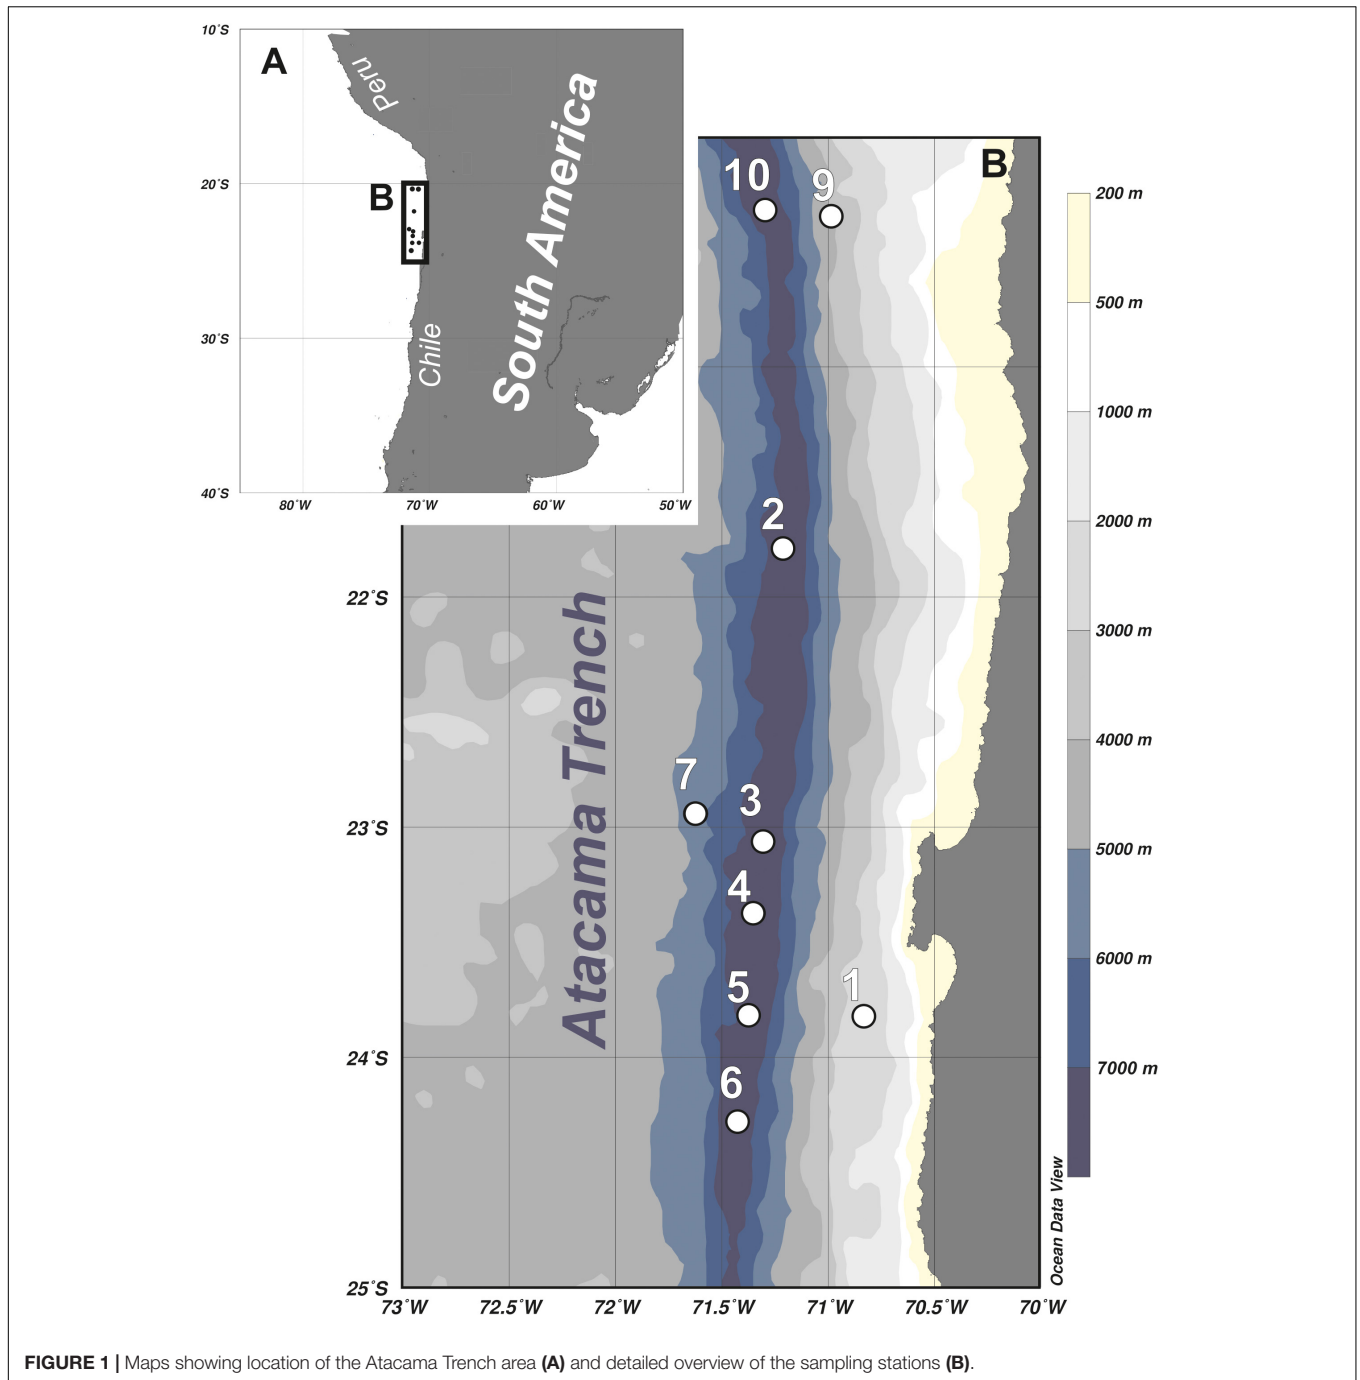 10°S
20°S
30°S
40°S
A
Peru
B
Chile
South America
80°W
70°W
60°W
50°W
B
10
9
2
7
3
4
5
1
6
Atacama Trench
22°S
23°S
24°S
25°S
73°W
72.5°W
72°W
71.5°W
71°W
70.5°W
70°W
200 m
500 m
1000 m
2000 m
3000 m
4000 m
5000 m
6000 m
7000 m
Ocean Data View
FIGURE 1 | Maps showing location of the Atacama Trench area (A) and detailed overview of the sampling stations (B).